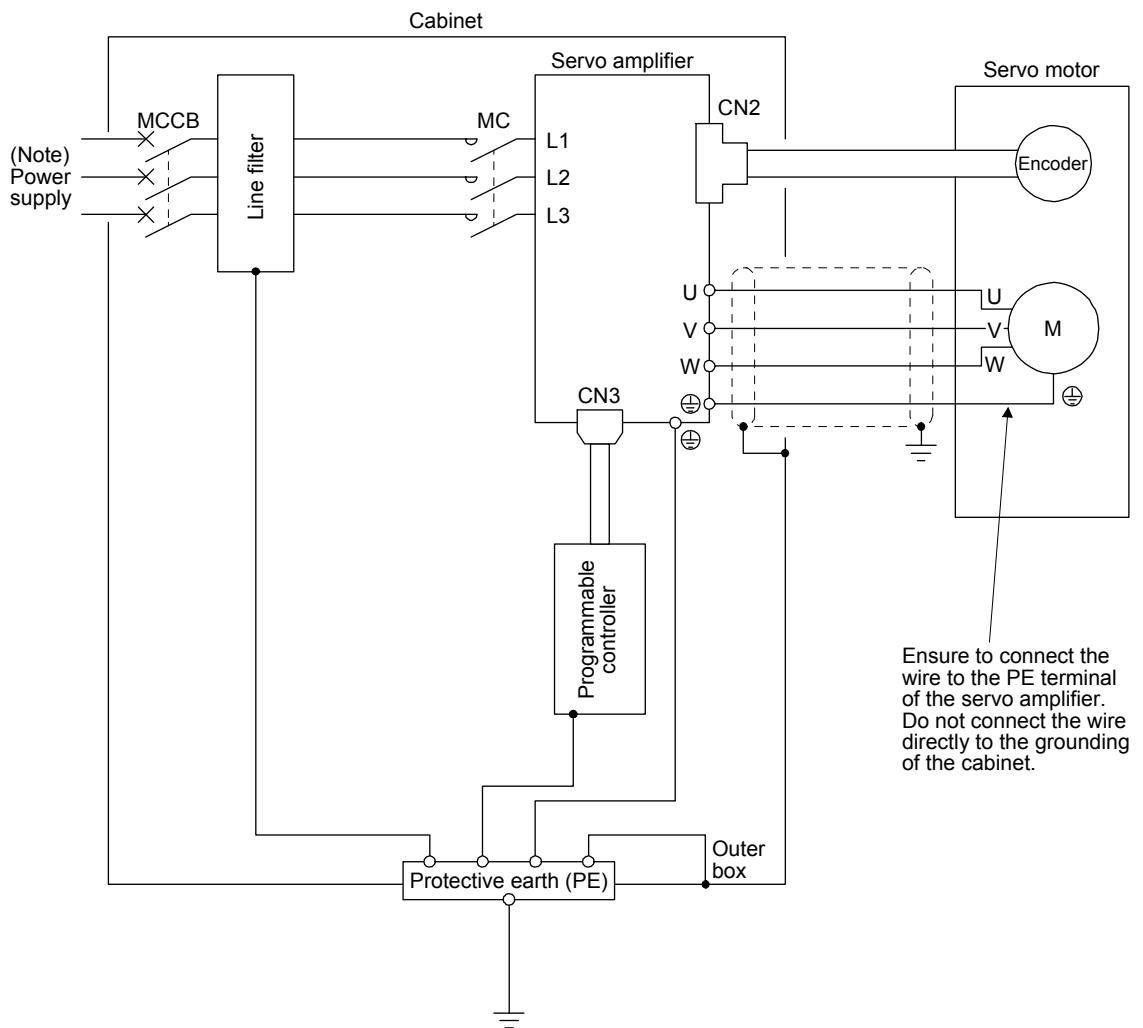 Cabinet
Servo amplifier
Servo motor
CN2
MCCB
MC
L1
(Note)
Power
supply
Line filter
L2
L3
Encoder
U
V
W
U
V
W
M
CN3
Programmable
controller
Ensure to connect the
wire to the PE terminal
of the servo amplifier.
Do not connect the wire
directly to the grounding
of the cabinet.
Outer
box
Protective earth (PE)